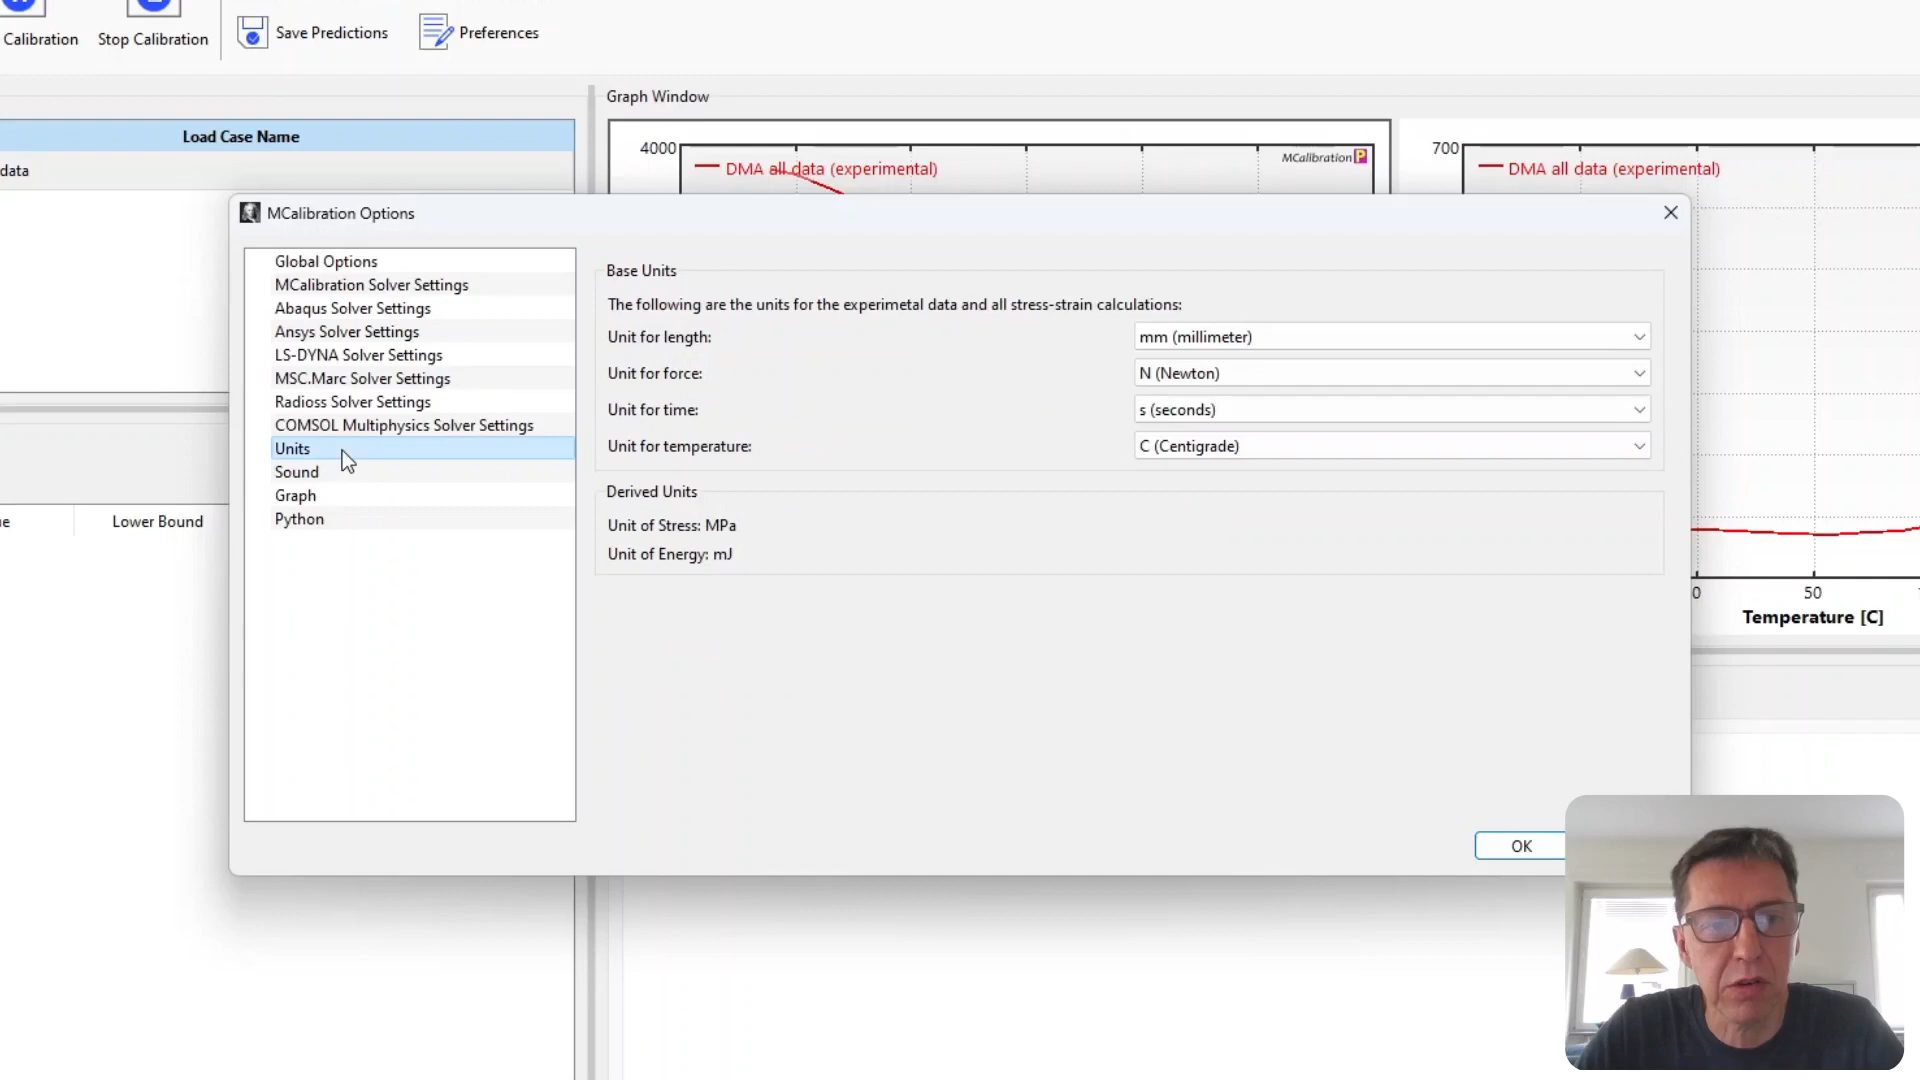 Calibration
Stop Calibration
Save Predictions
Preferences
Load Case Name
data
Graph Window
4000
DMA all data (experimental)
MCalibration P
700
DMA all data (experimental)
MCalibration Options
Global Options
MCalibration Solver Settings
Abaqus Solver Settings
Ansys Solver Settings
LS-DYNA Solver Settings
MSC.Marc Solver Settings
Radioss Solver Settings
COMSOL Multiphysics Solver Settings
Units
Sound
Graph
Python
Base Units
The following are the units for the experimetal data and all stress-strain calculations:
Unit for length:
mm (millimeter)
Unit for force:
N (Newton)
Unit for time:
s (seconds)
Unit for temperature:
C (Centigrade)
Derived Units
Unit of Stress: MPa
Unit of Energy: mJ
OK
Lower Bound
0
50
Temperature [C]